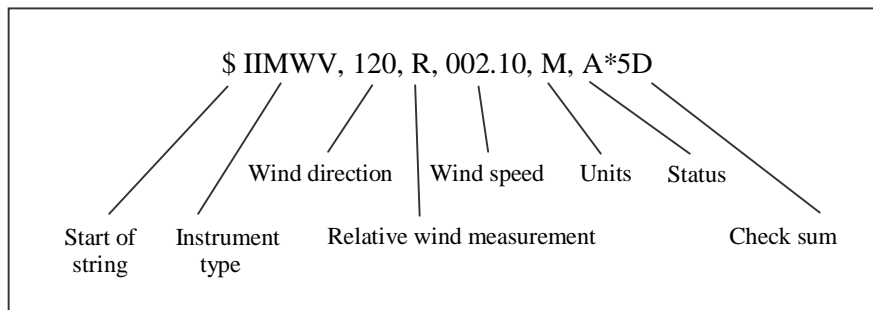 $ IIMWV, 120, R, 002.10, M, A*5D
Wind direction Wind speed Units Status
Start of string Instrument type Relative wind measurement Check sum